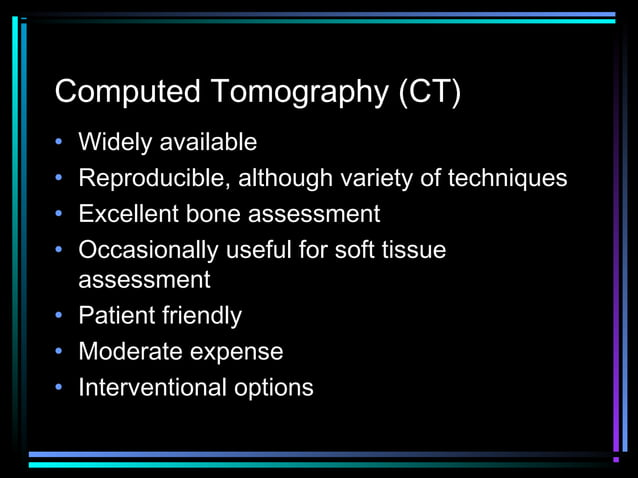 Computed Tomography (CT)
• Widely available
• Reproducible, although variety of techniques
• Excellent bone assessment
• Occasionally useful for soft tissue
assessment
• Patient friendly
• Moderate expense
• Interventional options